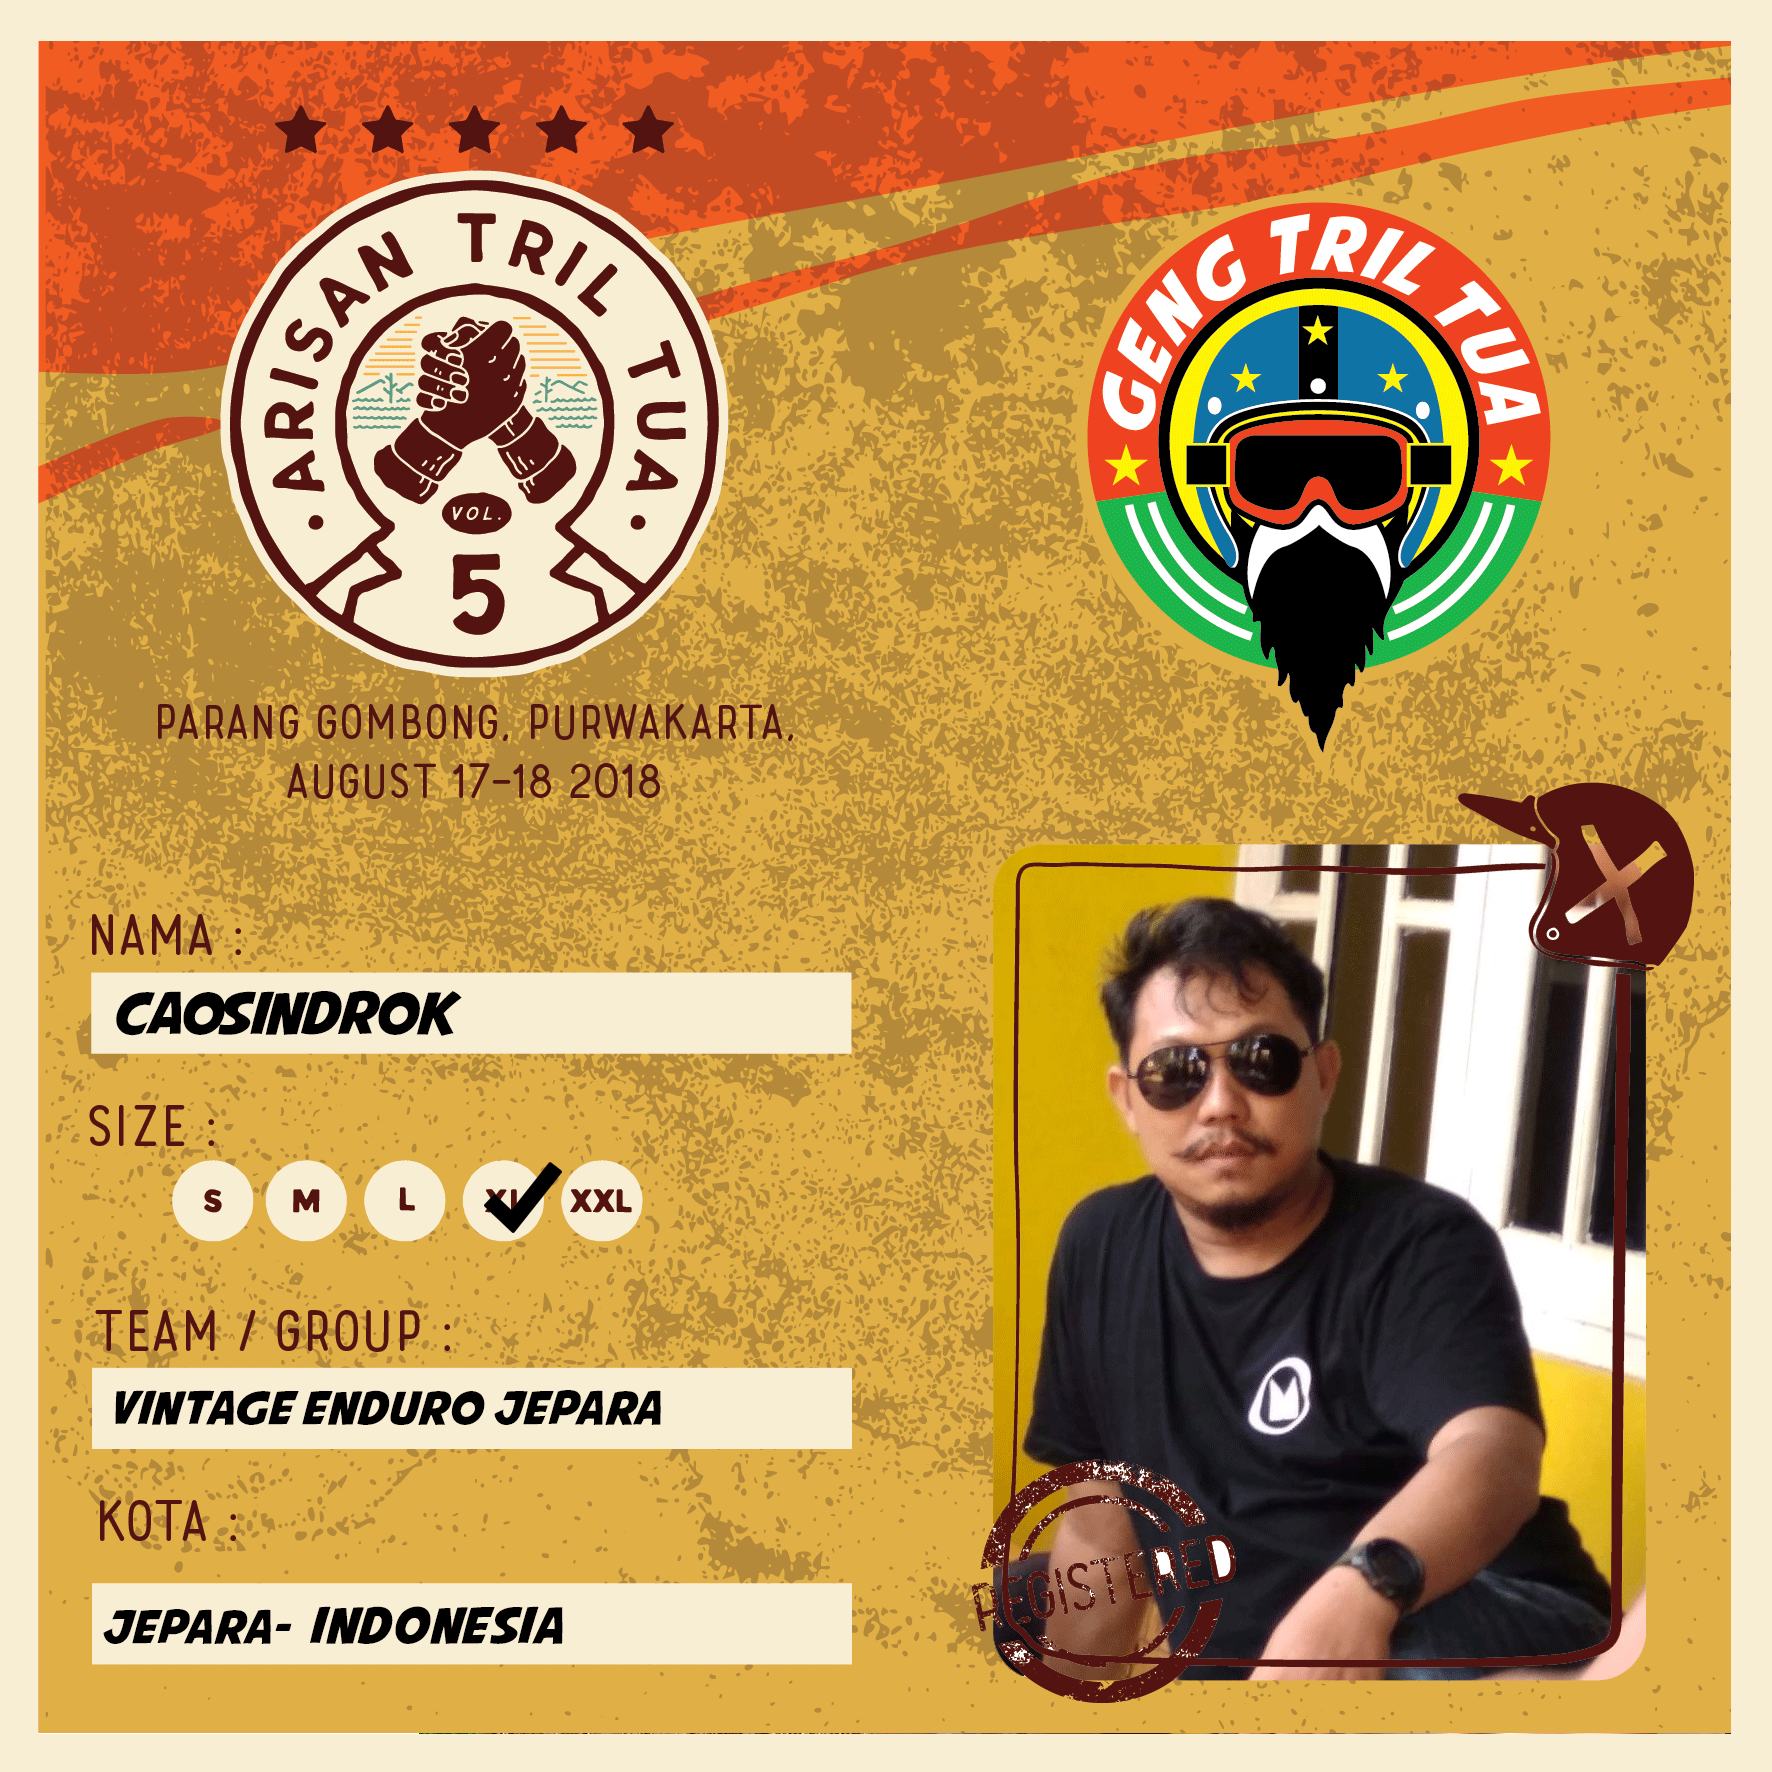 ARISAN TRIL TUA
VOL.
5
GENG TRIL TUA
PARANG GOMBONG, PURWAKARTA,
AUGUST 17-18 2018
NAMA :
CAOSINDROK
SIZE :
S M L XL XXL
TEAM / GROUP :
VINTAGE ENDURO JEPARA
KOTA :
JEPARA- INDONESIA
REGISTERED